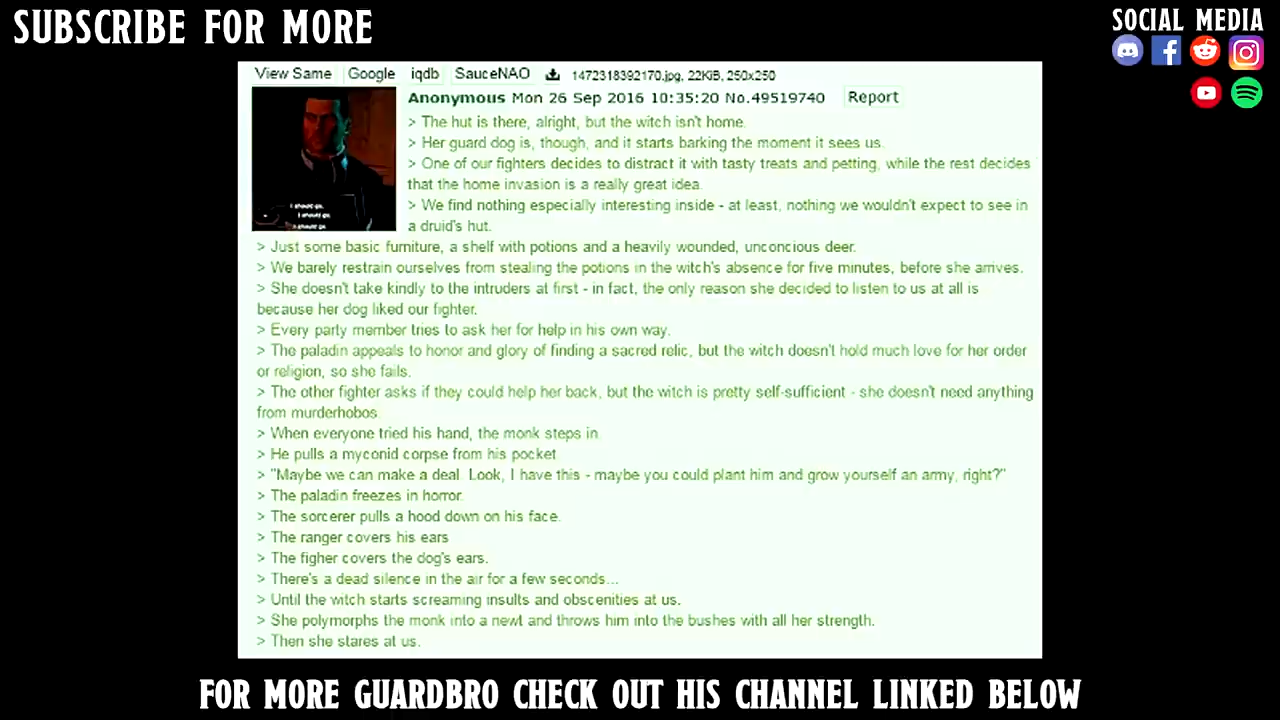 SUBSCRIBE FOR MORE
SOCIAL MEDIA
View Same Google iqdb SauceNAO 1472318392170.jpg, 22KiB, 250x250
Anonymous Mon 26 Sep 2016 10:35:20 No.49519740 Report
> The hut is there, alright, but the witch isn't home.
> Her guard dog is, though, and it starts barking the moment it sees us.
> One of our fighters decides to distract it with tasty treats and petting, while the rest decides
that the home invasion is a really great idea.
> We find nothing especially interesting inside - at least, nothing we wouldn't expect to see in
a druid's hut.
I should go.
I should go.
I should go.
> Just some basic furniture, a shelf with potions and a heavily wounded, unconcious deer.
> We barely restrain ourselves from stealing the potions in the witch's absence for five minutes, before she arrives.
> She doesn't take kindly to the intruders at first - in fact, the only reason she decided to listen to us at all is
because her dog liked our fighter.
> Every party member tries to ask her for help in his own way.
> The paladin appeals to honor and glory of finding a sacred relic, but the witch doesn't hold much love for her order
or religion, so she fails.
> The other fighter asks if they could help her back, but the witch is pretty self-sufficient - she doesn't need anything
from murderhobos.
> When everyone tried his hand, the monk steps in.
> He pulls a myconid corpse from his pocket
> "Maybe we can make a deal. Look, I have this - maybe you could plant him and grow yourself an army, right?"
> The paladin freezes in horror.
> The sorcerer pulls a hood down on his face.
> The ranger covers his ears
> The figher covers the dog's ears.
> There's a dead silence in the air for a few seconds...
> Until the witch starts screaming insults and obscenities at us.
> She polymorphs the monk into a newt and throws him into the bushes with all her strength.
> Then she stares at us.
FOR MORE GUARDBRO CHECK OUT HIS CHANNEL LINKED BELOW